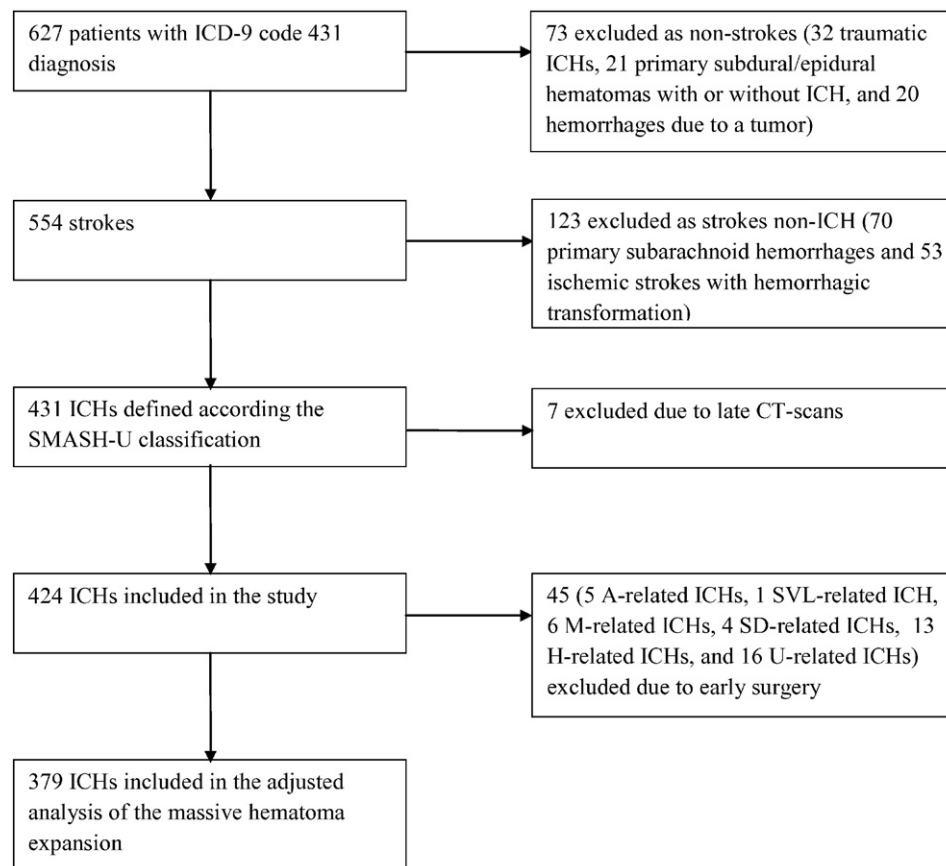 627 patients with ICD-9 code 431
diagnosis
73 excluded as non-strokes (32 traumatic
ICHs, 21 primary subdural/epidural
hematomas with or without ICH, and 20
hemorrhages due to a tumor)
554 strokes
123 excluded as strokes non-ICH (70
primary subarachnoid hemorrhages and 53
ischemic strokes with hemorrhagic
transformation)
431 ICHs defined according the
SMASH-U classification
7 excluded due to late CT-scans
424 ICHs included in the study
45 (5 A-related ICHs, 1 SVL-related ICH,
6 M-related ICHs, 4 SD-related ICHs, 13
H-related ICHs, and 16 U-related ICHs)
excluded due to early surgery
379 ICHs included in the adjusted
analysis of the massive hematoma
expansion